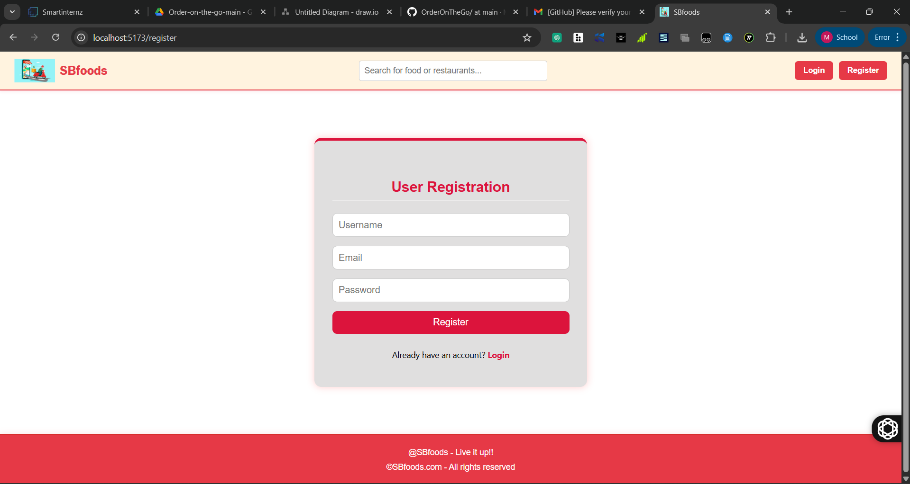 Smartinternz
Order-on-the-go-main - G
Untitled Diagram - draw.io
OrderOnTheGo/ at main ·
[GitHub] Please verify your
SBfoods
localhost:5173/register
School
Error
SBfoods
Search for food or restaurants...
Login
Register
User Registration
Username
Email
Password
Register
Already have an account? Login
@SBfoods - Live it up!!
©SBfoods.com - All rights reserved